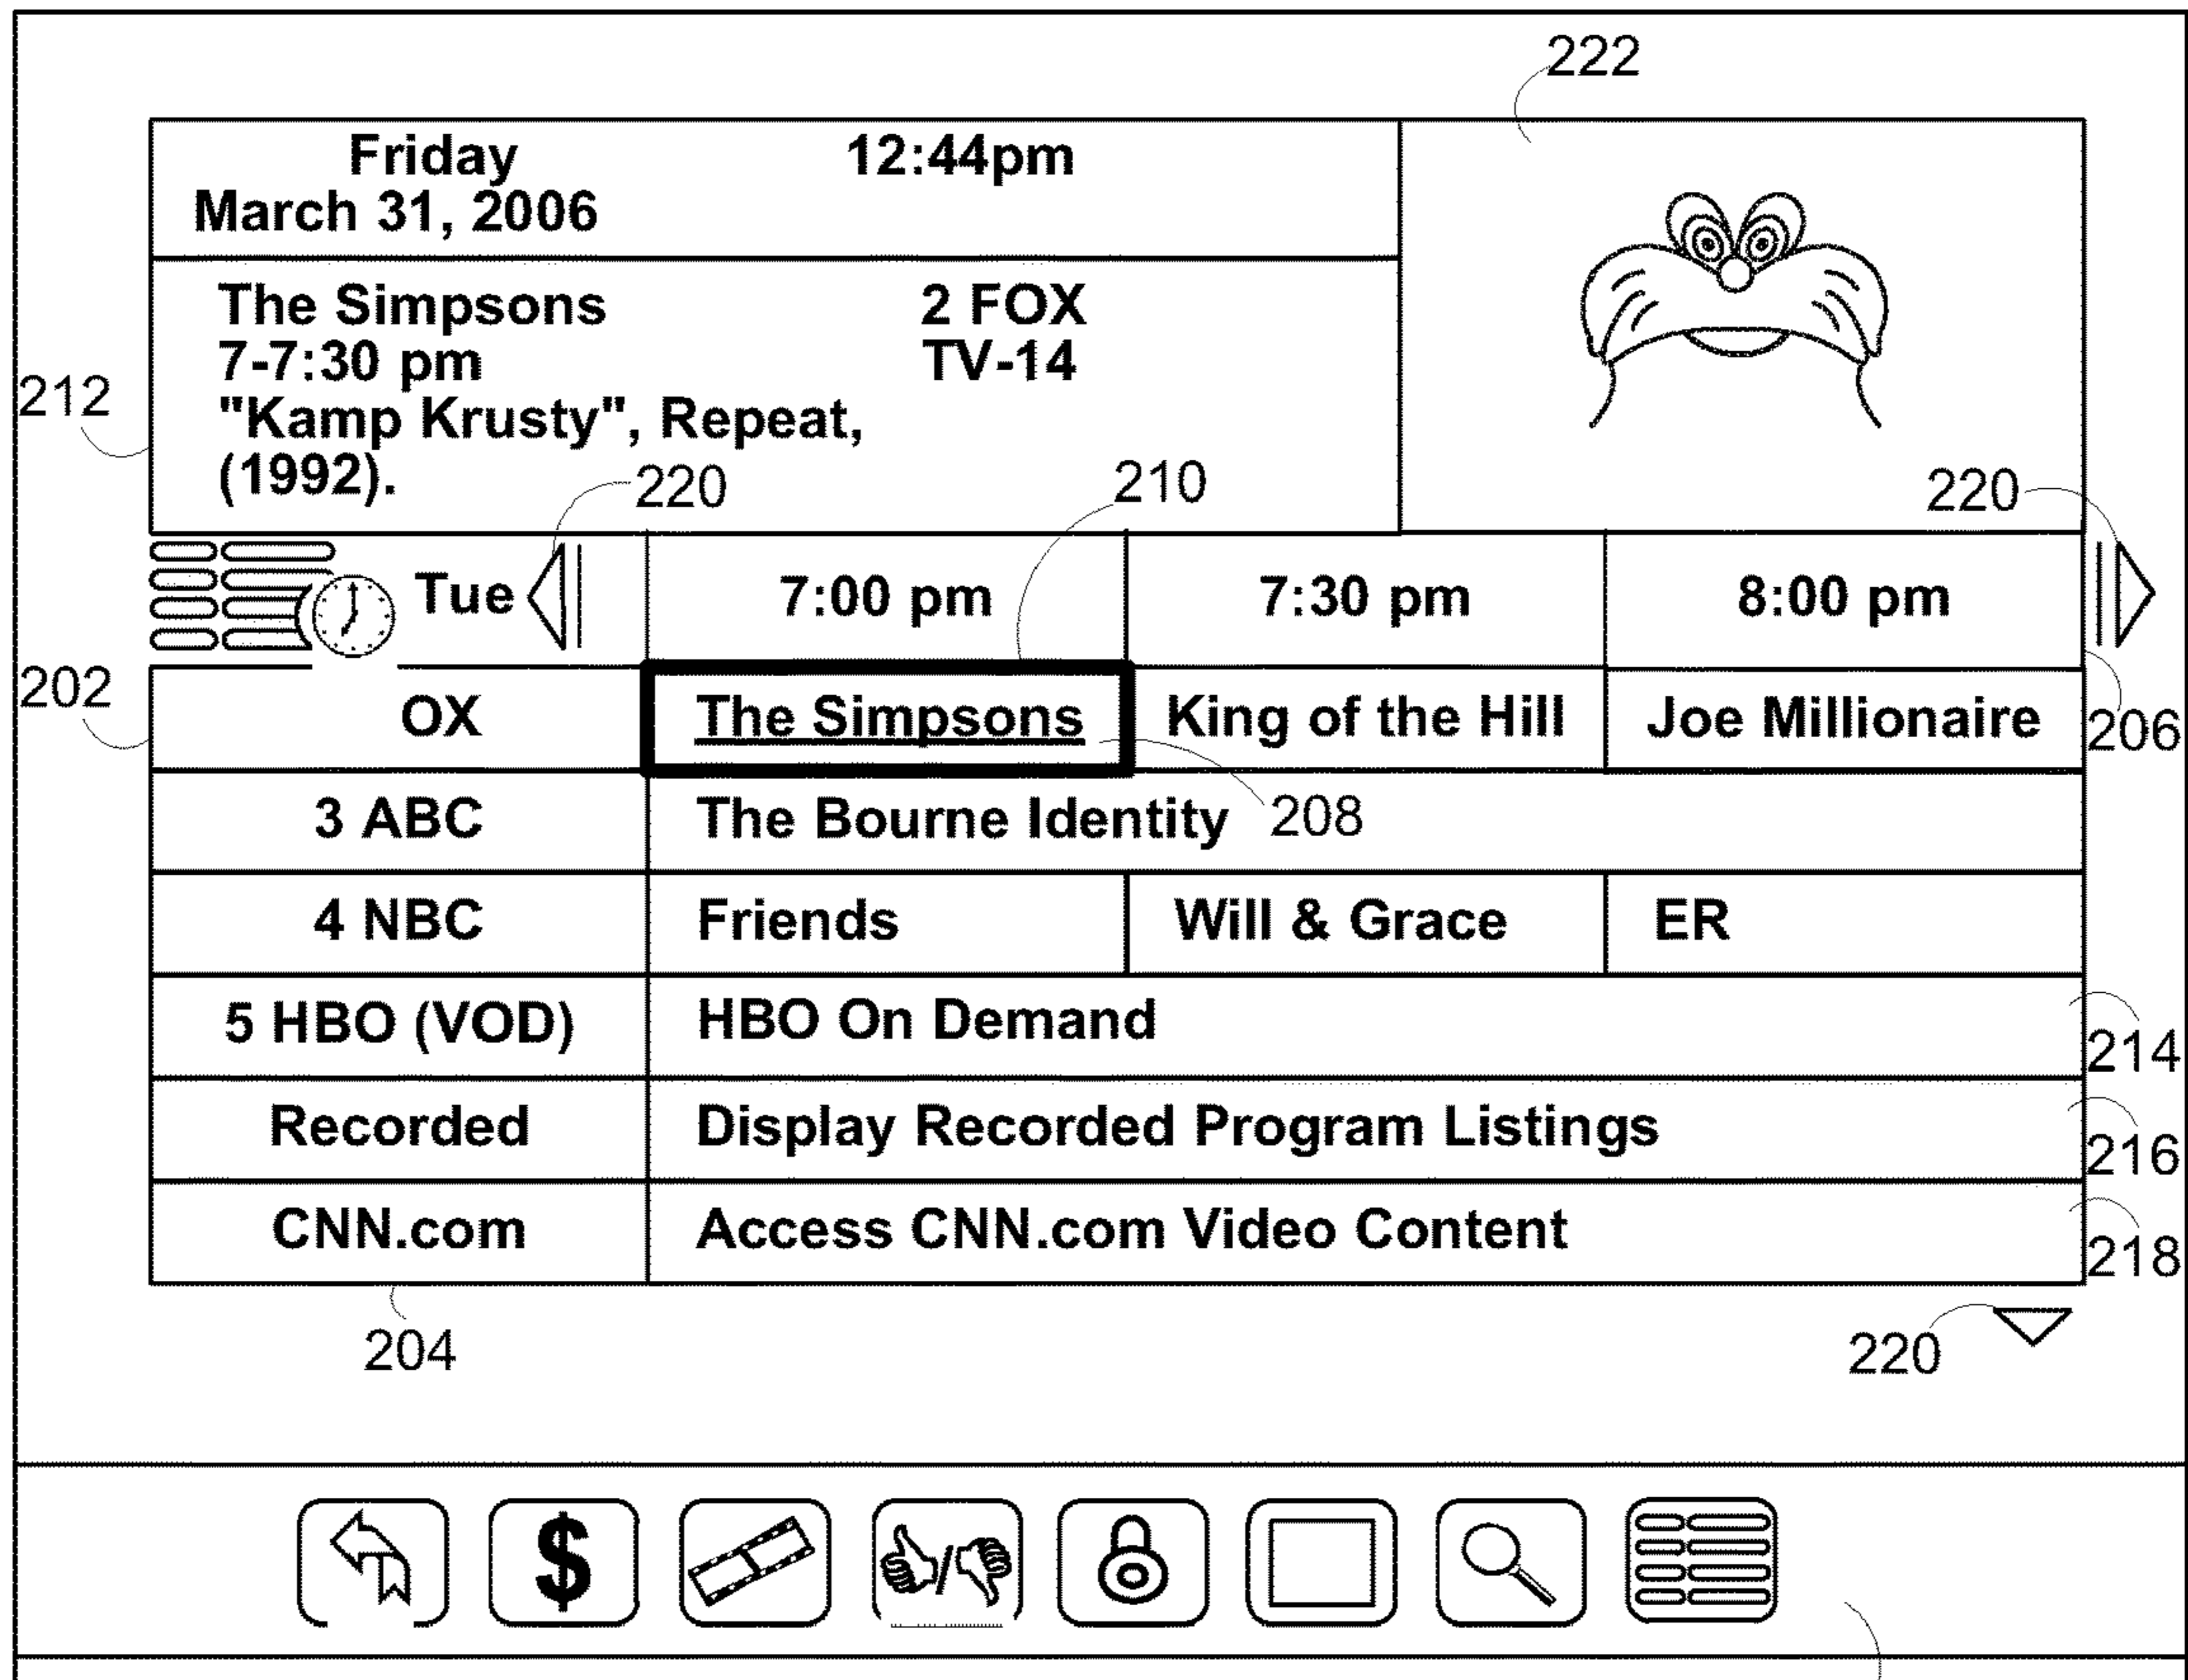 222
Friday 12:44pm
March 31, 2006
The Simpsons 2 FOX
7-7:30 pm TV-14
212
"Kamp Krusty", Repeat,
(1992).
220 210 220
Tue 7:00 pm 7:30 pm 8:00 pm
202
OX The Simpsons King of the Hill Joe Millionaire 206
3 ABC The Bourne Identity 208
4 NBC Friends Will & Grace ER
5 HBO (VOD) HBO On Demand
214
Recorded Display Recorded Program Listings
216
CNN.com Access CNN.com Video Content
218
204 220
$
/